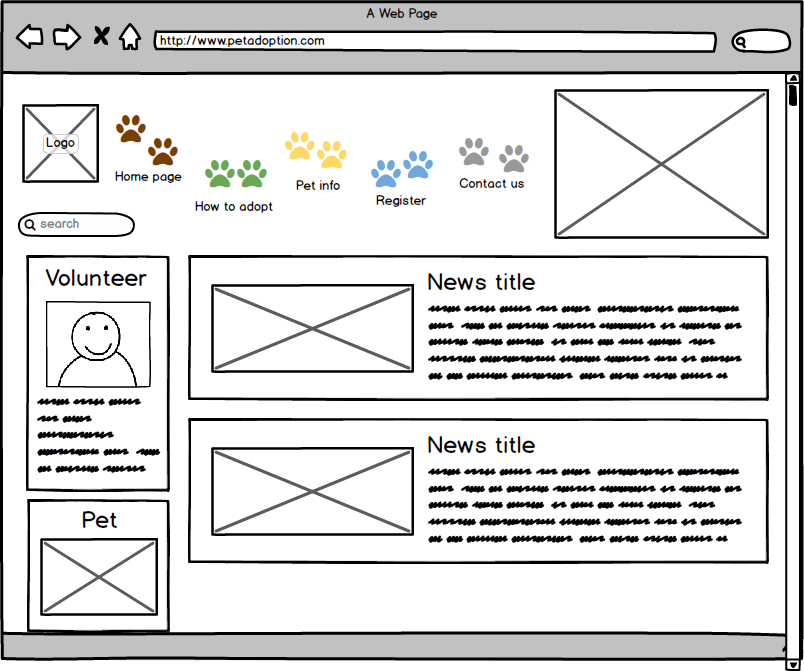 A Web Page
http://www.petadoption.com
Logo
Home page
How to adopt
Pet info
Register
Contact us
search
Volunteer
News title
News title
Pet